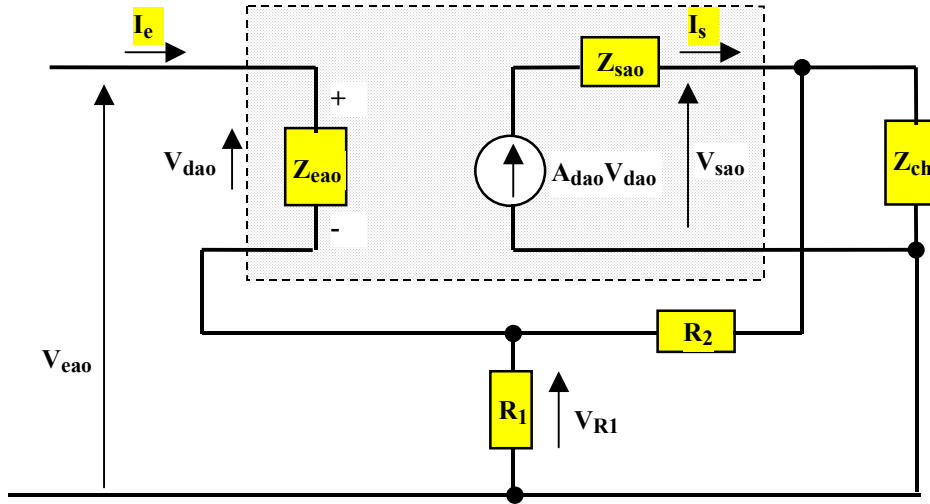 Ie
Is
Zsao
+
Vdao
Zeao
AdaoVdao
Vsao
Zch
-
R2
Veao
R1
VR1